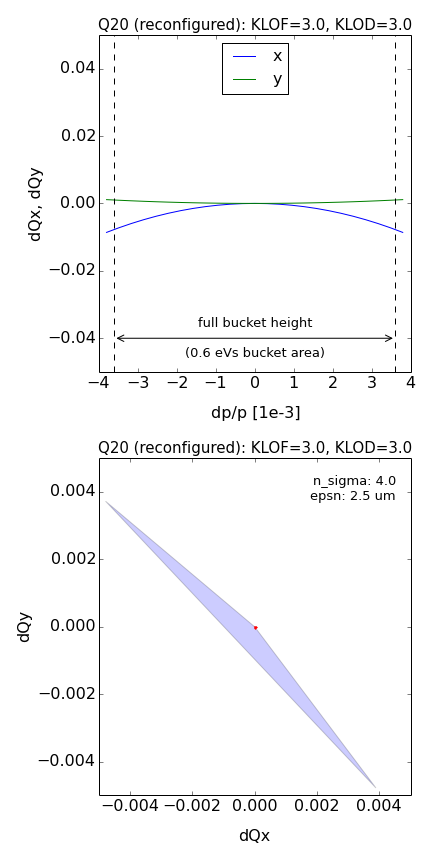 Q20 (reconfigured): KLOF=3.0, KLOD=3.0
x
y
0.04
0.02
0.00
−0.02
−0.04
dQx, dQy
full bucket height
(0.6 eVs bucket area)
−4 −3 −2 −1 0 1 2 3 4
dp/p [1e-3]
Q20 (reconfigured): KLOF=3.0, KLOD=3.0
n_sigma: 4.0
epsn: 2.5 um
0.004
0.002
0.000
−0.002
−0.004
dQy
−0.004 −0.002 0.000 0.002 0.004
dQx